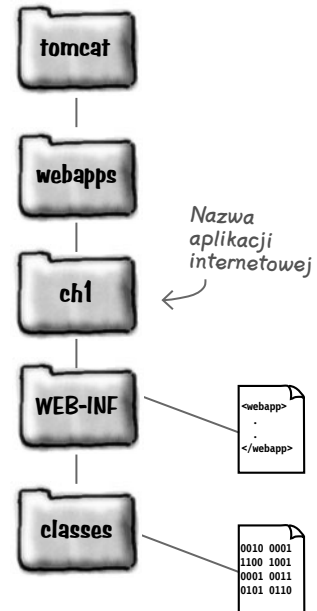 tomcat
webapps
Nazwa
aplikacji
internetowej
ch1
WEB-INF
<webapp>
.
.
</webapp>
classes
0010 0001
1100 1001
0001 0011
0101 0110